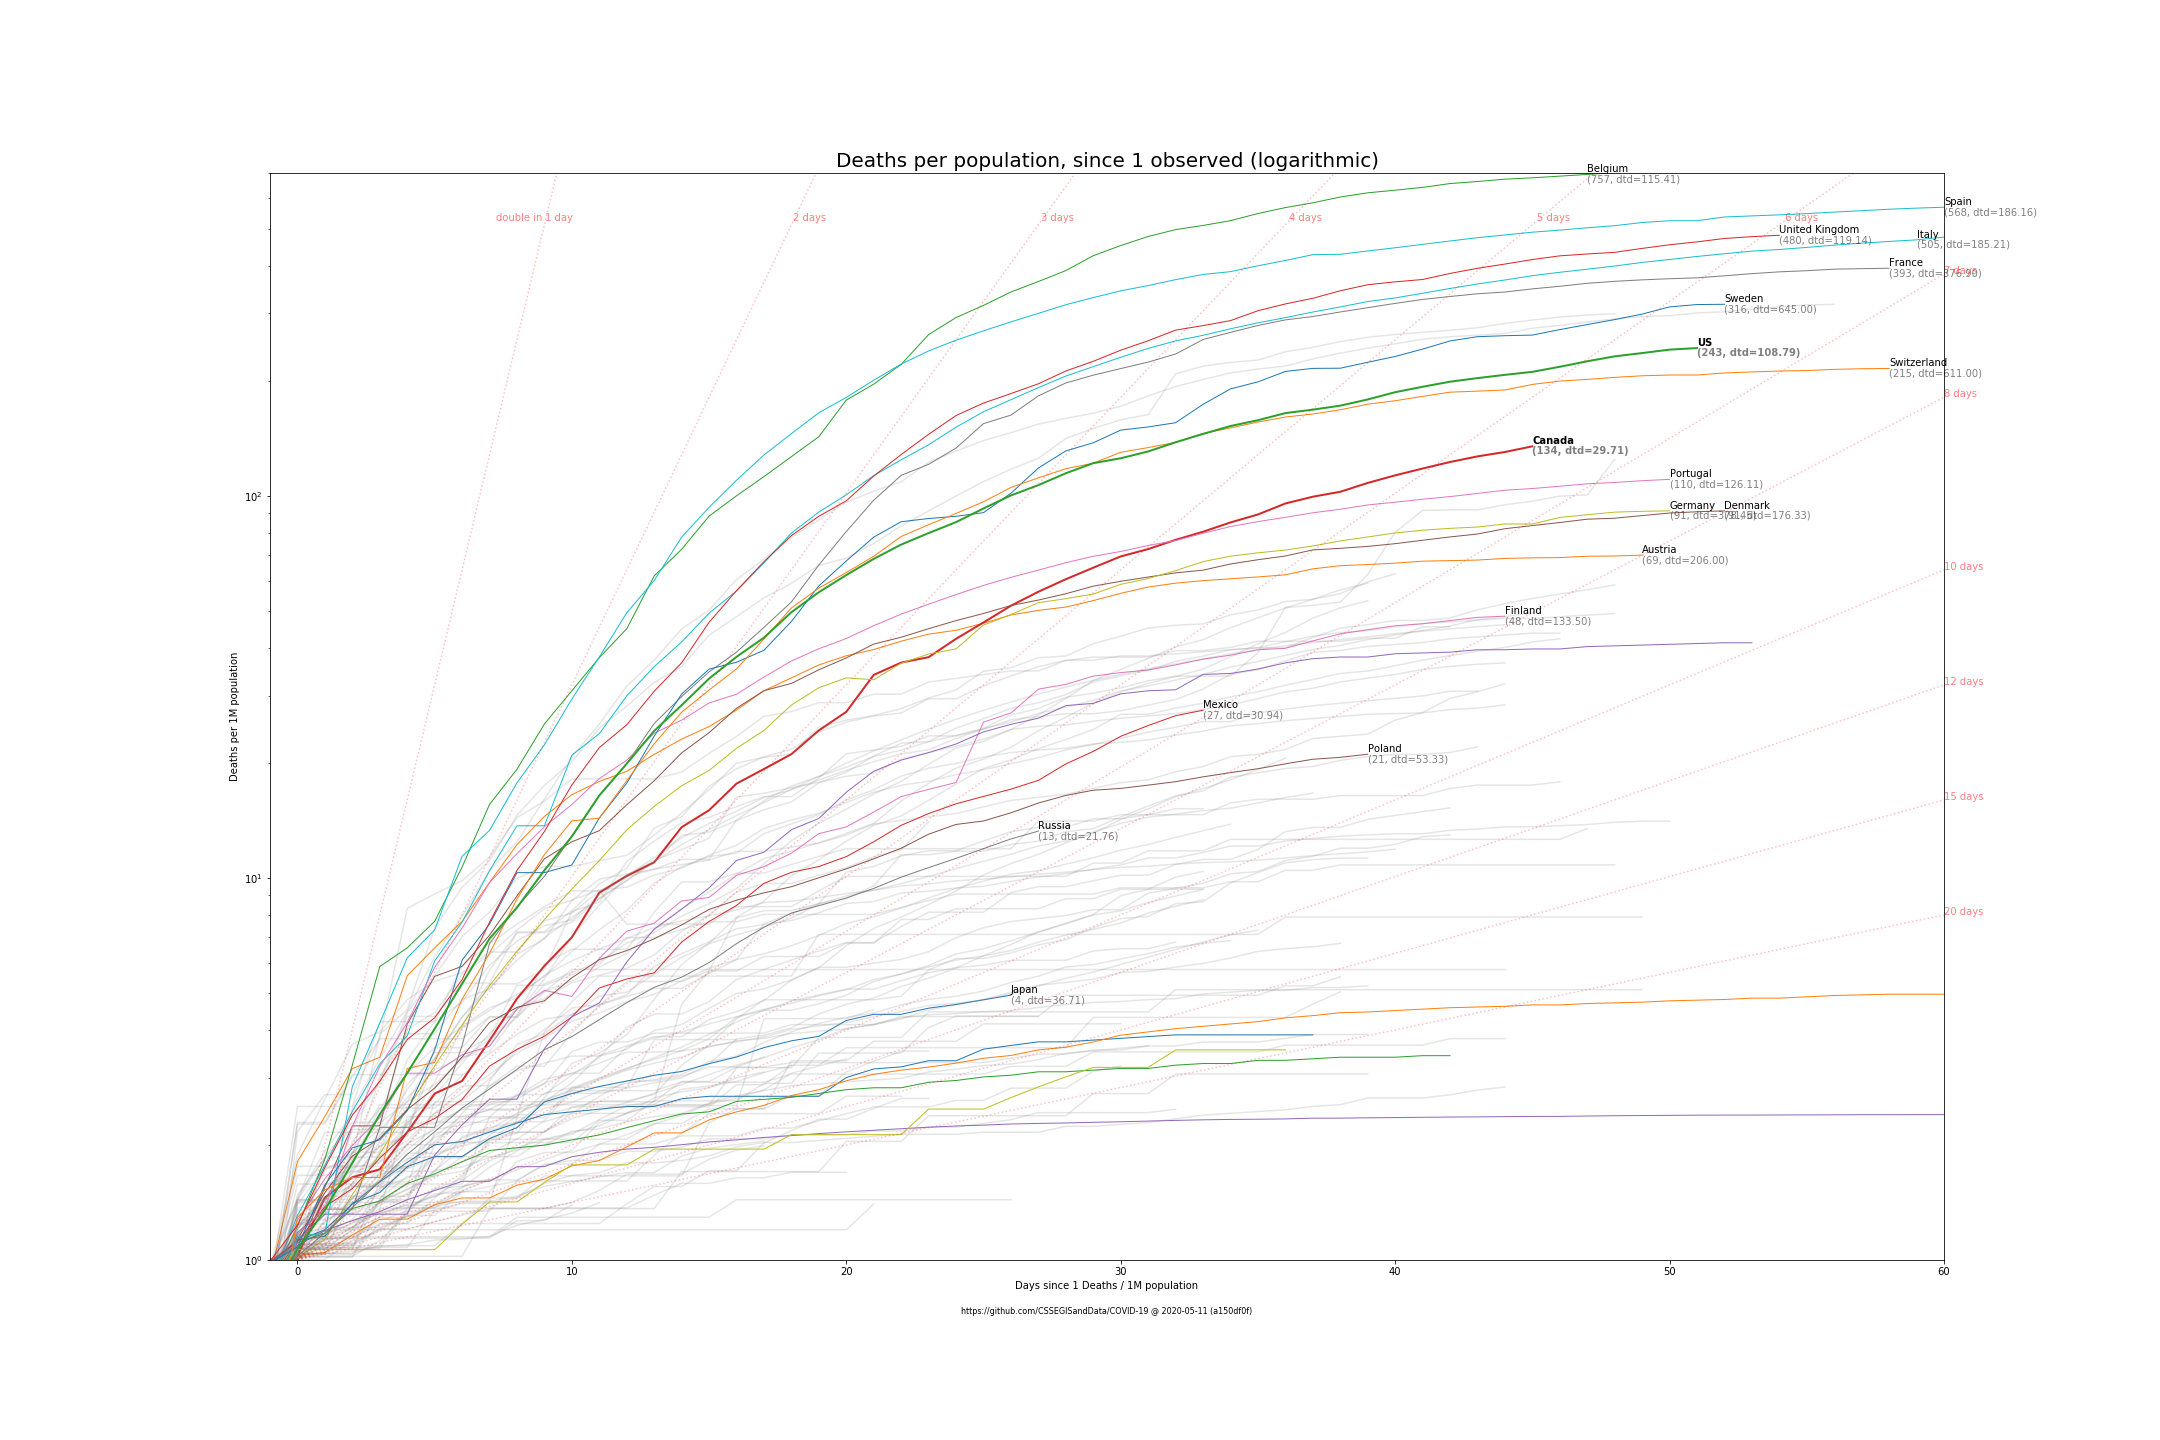 Deaths per population, since 1 observed (logarithmic)
Belgium
(757, dtd=115.41)
double in 1 day
2 days
3 days
4 days
5 days
6 days
Spain
(568, dtd=186.16)
United Kingdom
(480, dtd=119.14)
Italy
(505, dtd=185.21)
France
(393, dtd=376.90)
7 days
Sweden
(316, dtd=645.00)
US
(243, dtd=108.79)
Switzerland
(215, dtd=611.00)
8 days
Canada
(134, dtd=29.71)
Portugal
(110, dtd=126.11)
10²
Germany
(91,
Denmark
dtd=176.33)
Austria
(69, dtd=206.00)
10 days
Finland
(48, dtd=133.50)
12 days
Mexico
(27, dtd=30.94)
Poland
(21, dtd=53.33)
15 days
Russia
(13, dtd=21.76)
10¹
20 days
Japan
(4, dtd=36.71)
10⁰
Deaths per 1M population
0
10
20
30
40
50
60
Days since 1 Deaths / 1M population
https://github.com/CSSEGISandData/COVID-19 @ 2020-05-11 (a150df0f)